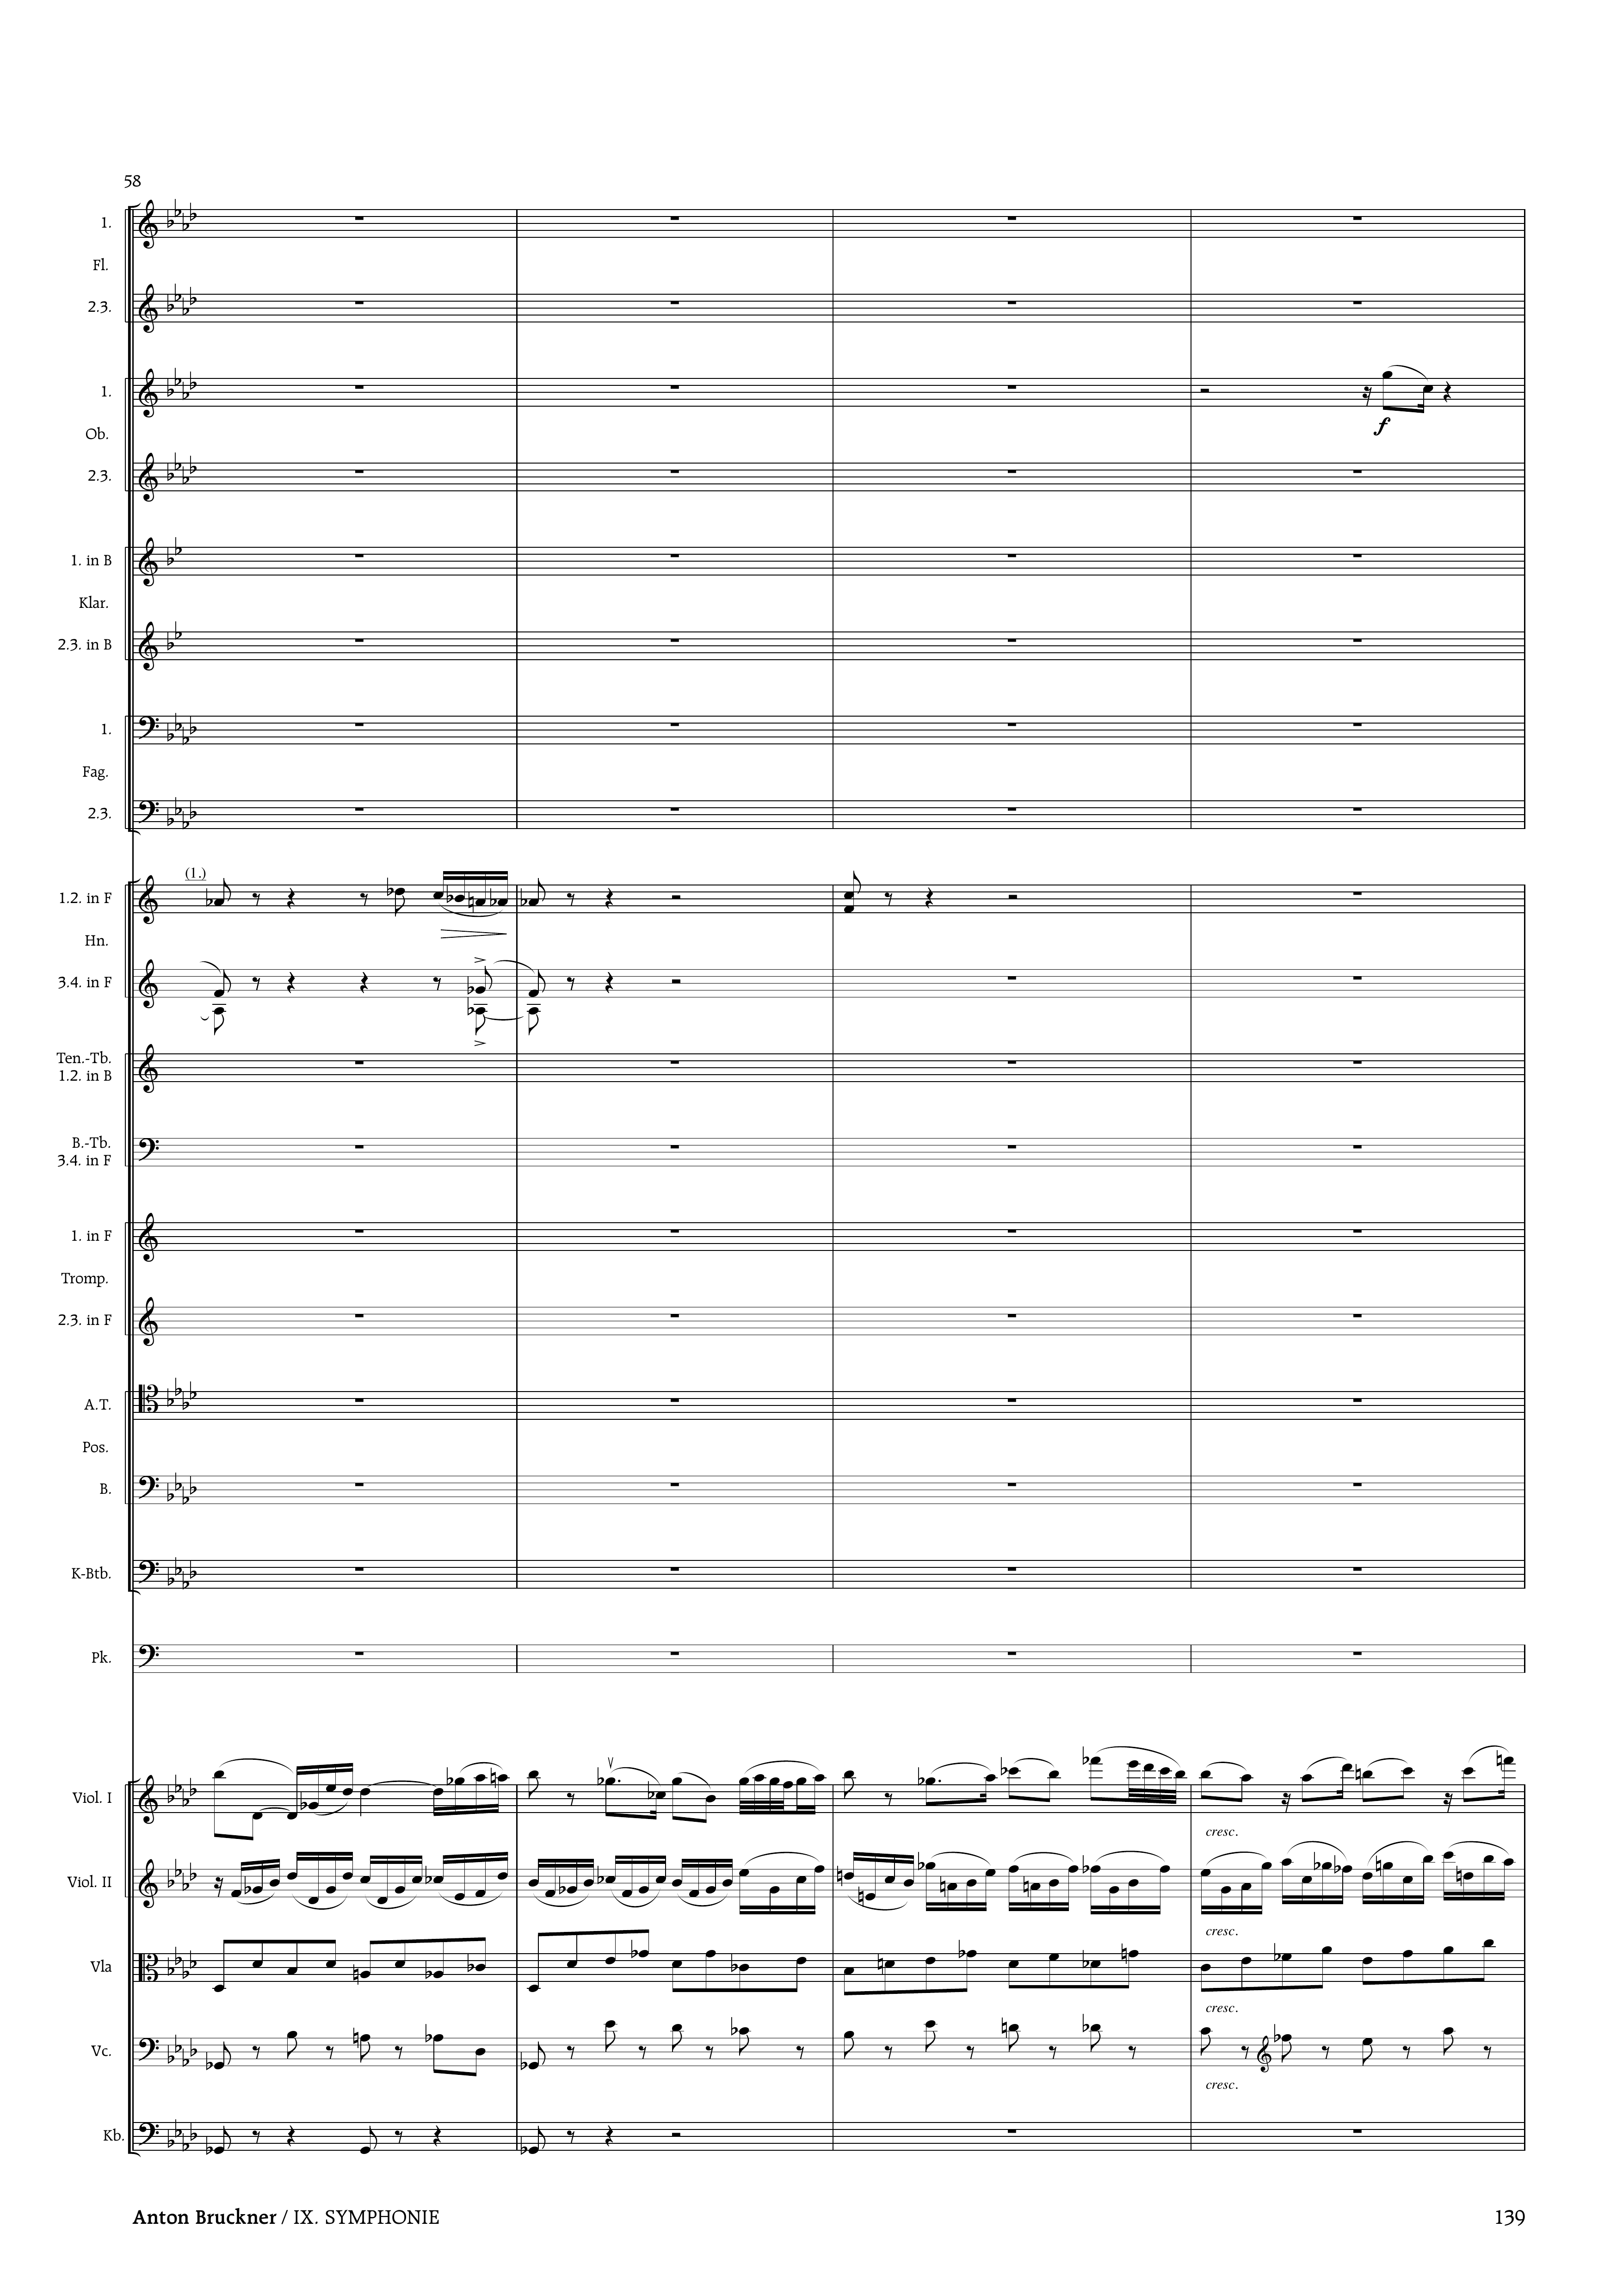 58
1.
Fl.
2.3.
1.
f
Ob.
2.3.
1. in B
Klar.
2.3. in B
1.
Fag.
2.3.
(1.)
1.2. in F
Hn.
3.4. in F
Ten.-Tb.
1.2. in B
B.-Tb.
3.4. in F
1. in F
Tromp.
2.3. in F
A.T.
Pos.
B.
K-Btb.
Pk.
Viol. I
cresc.
Viol. II
cresc.
Vla
cresc.
Vc.
cresc.
Kb.
Anton Bruckner / IX. SYMPHONIE 139